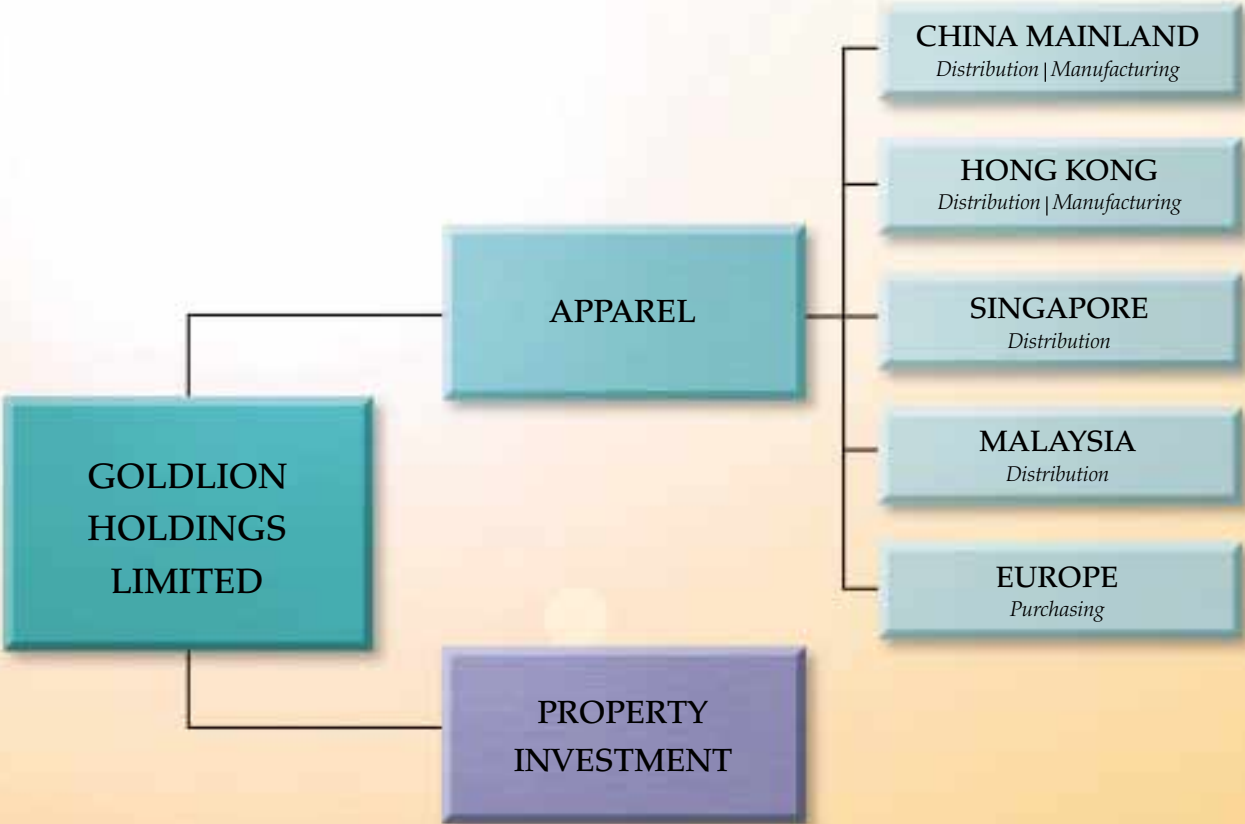 GOLDLION
HOLDINGS
LIMITED
APPAREL
PROPERTY
INVESTMENT
CHINA MAINLAND
Distribution|Manufacturing
HONG KONG
Distribution|Manufacturing
SINGAPORE
Distribution
MALAYSIA
Distribution
EUROPE
Purchasing